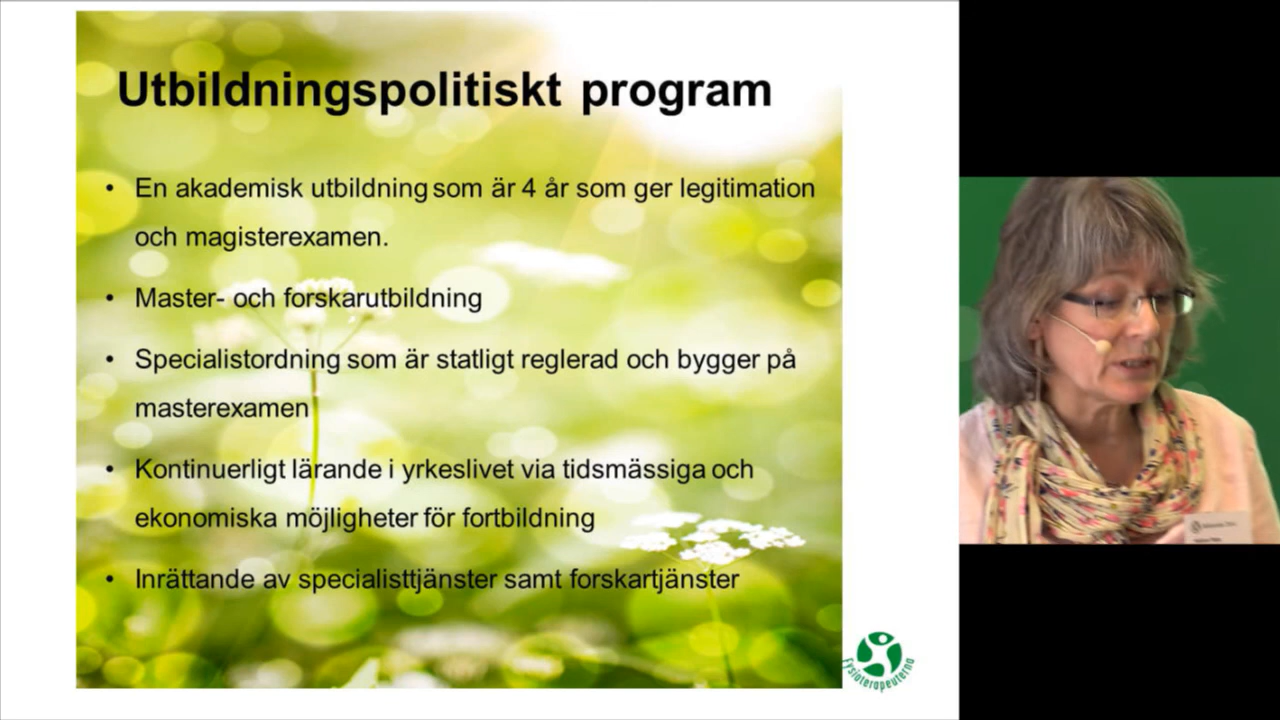 Utbildningspolitiskt program
• En akademisk utbildning som är 4 år som ger legitimation
och magisterexamen.
• Master- och forskarutbildning
• Specialistordning som är statligt reglerad och bygger på
masterexamen
• Kontinuerligt lärande i yrkeslivet via tidsmässiga och
ekonomiska möjligheter för fortbildning
• Inrättande av specialisttjänster samt forskartjänster
Fysioterapeuterna